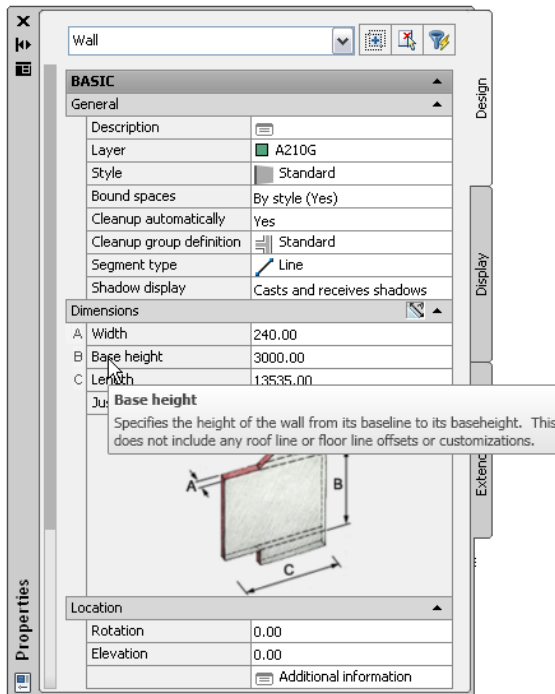 Wall
Design
BASIC
General
Description
Layer A210G
Style Standard
Bound spaces By style (Yes)
Cleanup automatically Yes
Cleanup group definition Standard
Segment type Line
Shadow display Casts and receives shadows
Display
Dimensions
A Width 240.00
B Base height 3000.00
C Length 13535.00
Ju
Base height
Specifies the height of the wall from its baseline to its baseheight. This
does not include any roof line or floor line offsets or customizations.
Extend
A
B
C
Location
Rotation 0.00
Elevation 0.00
Additional information
Properties